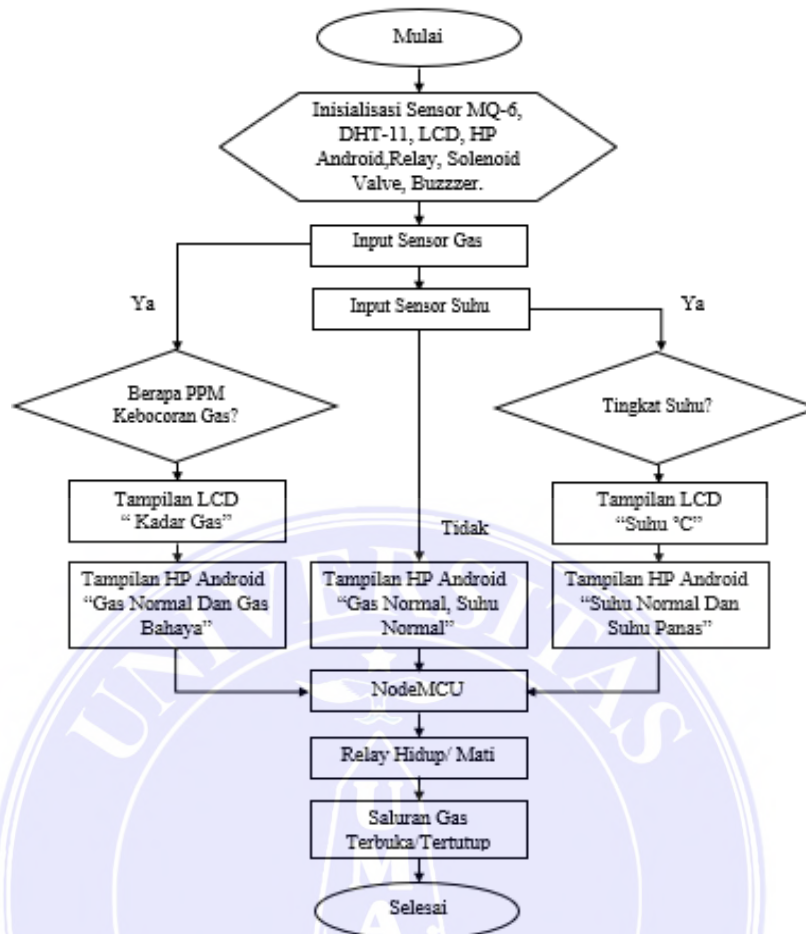 Mulai
Inisialisasi Sensor MQ-6,
DHT-11, LCD, HP
Android,Relay, Solenoid
Valve, Buzzzer.
Input Sensor Gas
Ya
Input Sensor Suhu
Ya
Berapa PPM
Kebocoran Gas?
Tingkat Suhu?
Tampilan LCD
“ Kadar Gas”
Tidak
Tampilan LCD
“Suhu °C”
Tampilan HP Android
“Gas Normal Dan Gas
Bahaya”
Tampilan HP Android
“Gas Normal, Suhu
Normal”
Tampilan HP Android
“Suhu Normal Dan
Suhu Panas”
NodeMCU
Relay Hidup/ Mati
Saluran Gas
Terbuka/Tertutup
Selesai
UNIVERSITAS
UMA